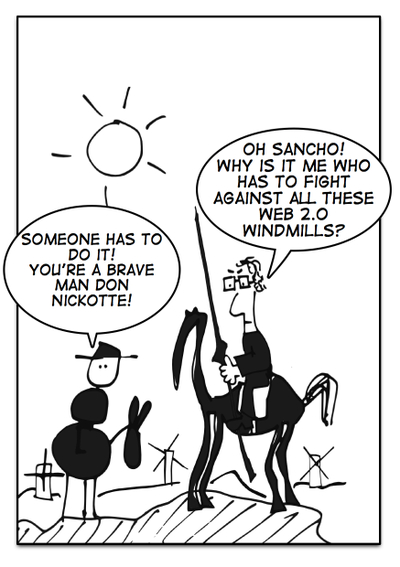 OH SANCHO!
WHY IS IT ME WHO
HAS TO FIGHT
AGAINST ALL THESE
WEB 2.0
WINDMILLS?
SOMEONE HAS TO
DO IT!
YOU'RE A BRAVE
MAN DON
NICKOTTE!